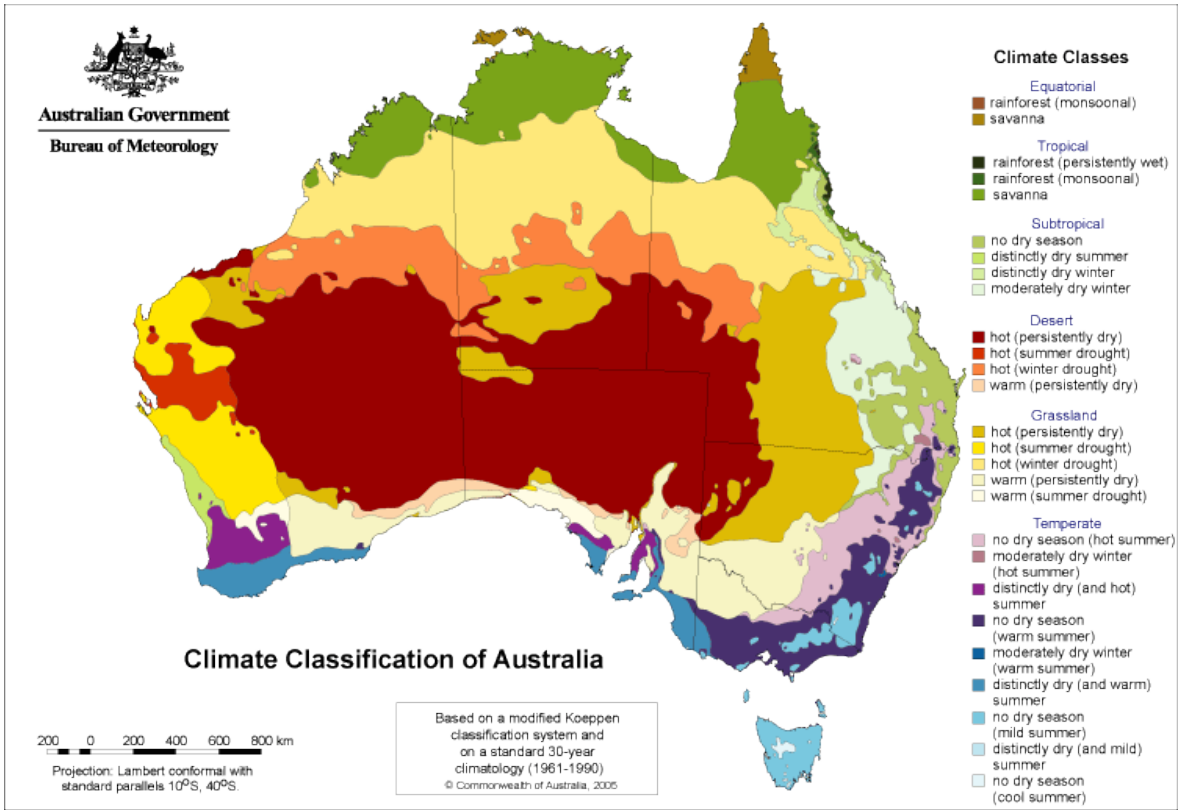 Australian Government
Bureau of Meteorology
Climate Classes
Equatorial
rainforest (monsoonal)
savanna
Tropical
rainforest (persistently wet)
rainforest (monsoonal)
savanna
Subtropical
no dry season
distinctly dry summer
distinctly dry winter
moderately dry winter
Desert
hot (persistently dry)
hot (summer drought)
hot (winter drought)
warm (persistently dry)
Grassland
hot (persistently dry)
hot (summer drought)
hot (winter drought)
warm (persistently dry)
warm (summer drought)
Temperate
no dry season (hot summer)
moderately dry winter
(hot summer)
distinctly dry (and hot)
summer
no dry season
(warm summer)
moderately dry winter
(warm summer)
distinctly dry (and warm)
summer
no dry season
(mild summer)
distinctly dry (and mild)
summer
no dry season
(cool summer)
Climate Classification of Australia
Based on a modified Koeppen
classification system and
on a standard 30-year
climatology (1961-1990)
© Commonwealth of Australia, 2005
200 0 200 400 600 800 km
Projection: Lambert conformal with
standard parallels 10°S, 40°S.